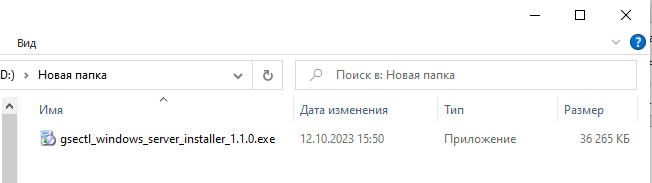 Вид
D:) Новая папка Поиск в: Новая папка
Имя Дата изменения Тип Размер
gsectl_windows_server_installer_1.1.0.exe 12.10.2023 15:50 Приложение 36 265 КБ